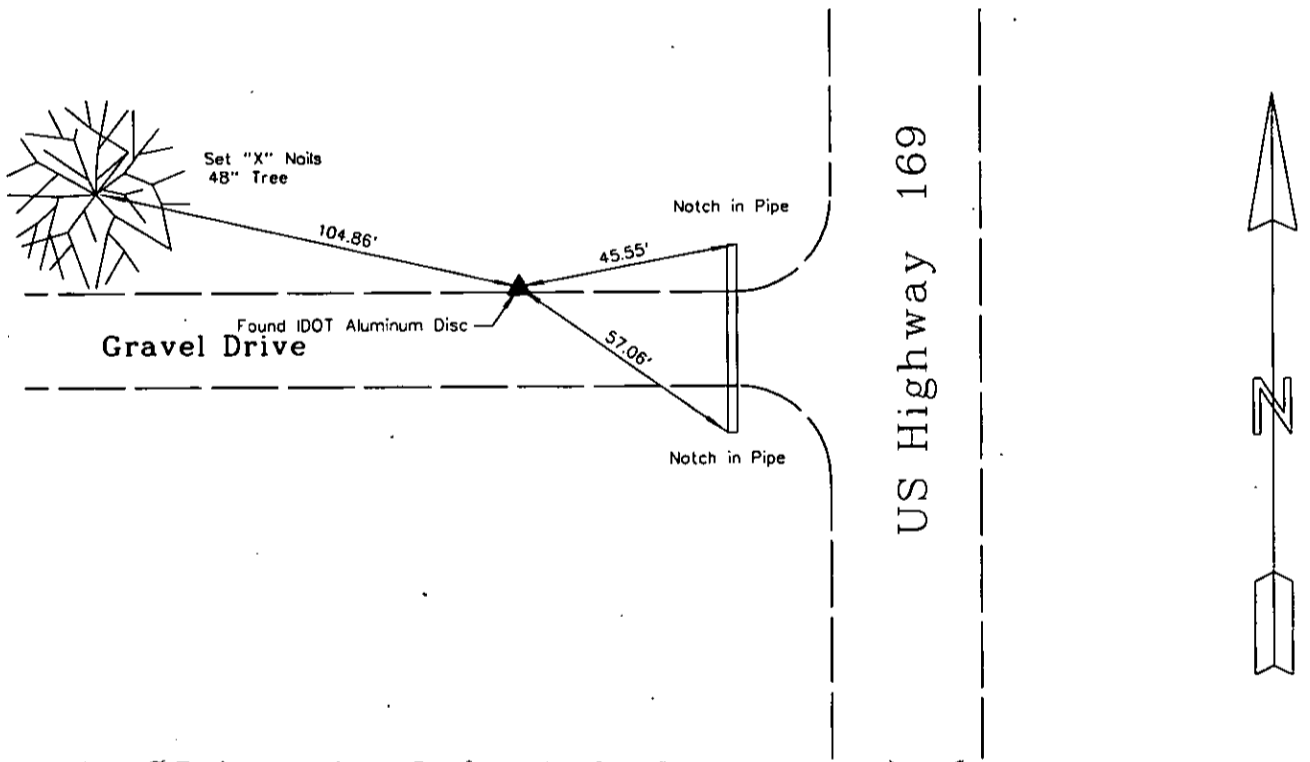 Set "X" Nails
48" Tree
Notch in Pipe
104.86'
45.55'
Found IDOT Aluminum Disc
Gravel Drive
57.06'
Notch in Pipe
US Highway 169
N